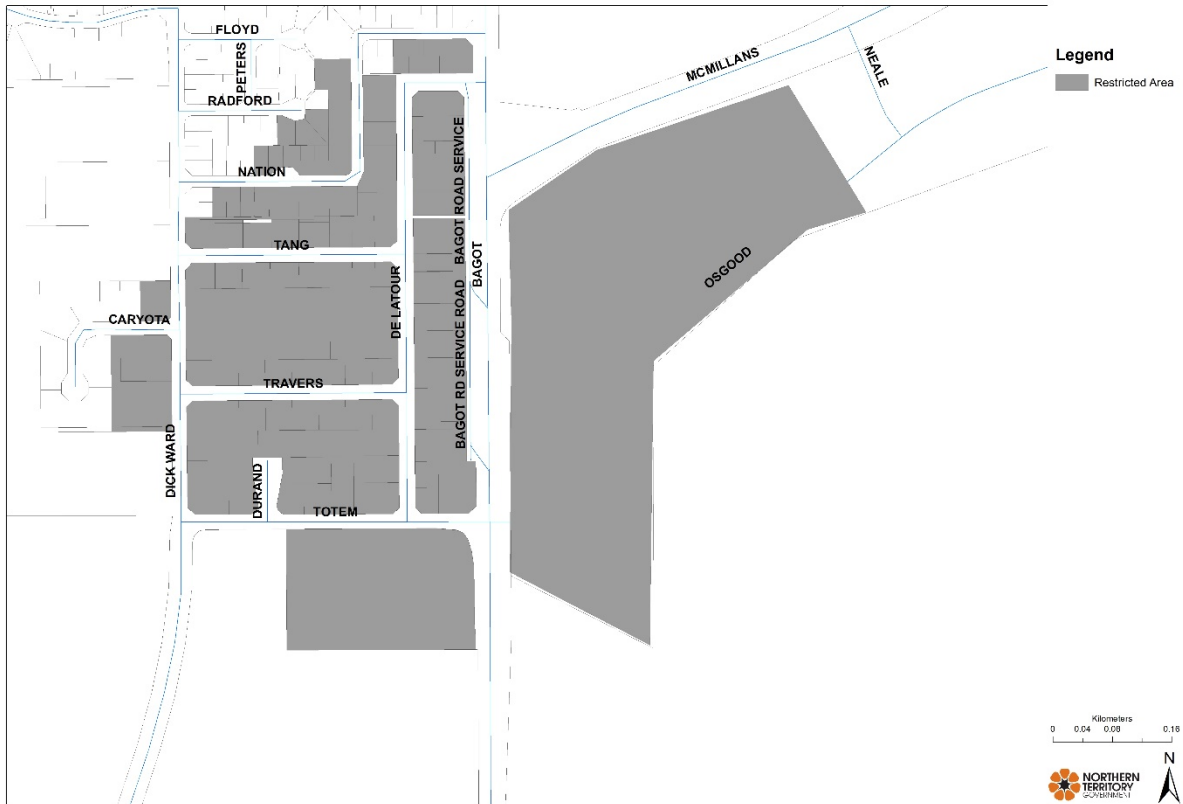 FLOYD
PETERS
RADFORD
NATION
TANG
CARYOTA
TRAVERS
DICK WARD
DURAND
TOTEM
DE LATOUR
BAGOT ROAD SERVICE
BAGOT RD SERVICE ROAD
BAGOT
MCMILLANS
NEALE
OSGOOD
Legend
Restricted Area
Kilometers
0 0.04 0.08 0.16
N
NORTHERN
TERRITORY
GOVERNMENT